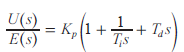 U(s)/E(s) = K_p(1 + 1/(T_i s) + T_d s)